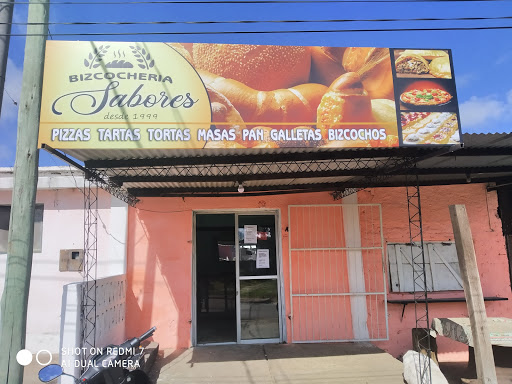 BIZCOCHERIA
Sabores
desde 1999
PIZZAS TARTAS TORTAS MASAS PAN GALLETAS BIZCOCHOS
SHOT ON REDMI 7
AI DUAL CAMERA